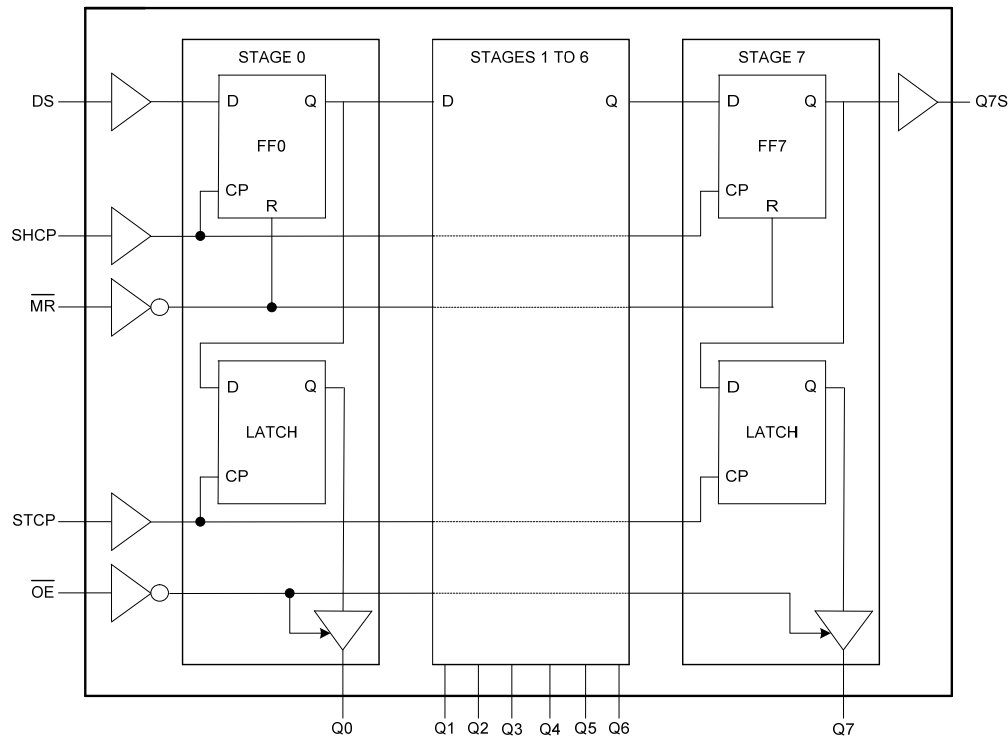 STAGE 0
STAGES 1 TO 6
STAGE 7
DS
D Q
D Q
D Q
Q7S
FF0
FF7
CP
CP
R
R
SHCP
MR
D Q
D Q
LATCH
LATCH
CP
CP
STCP
OE
Q0
Q1 Q2 Q3 Q4 Q5 Q6
Q7